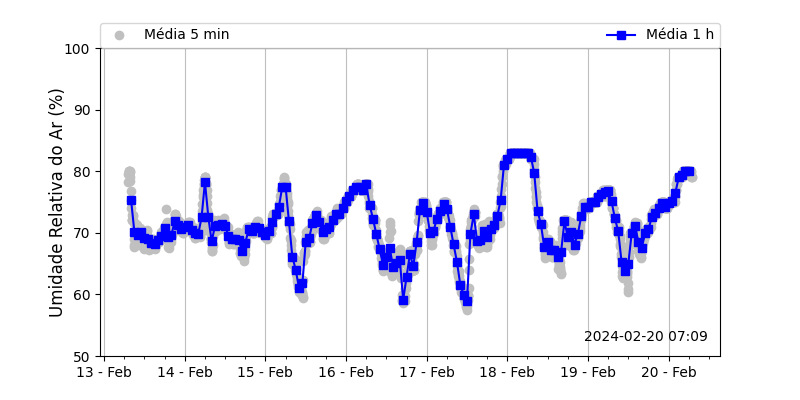 Média 5 min
Média 1 h
Umidade Relativa do Ar (%)
100
90
80
70
60
50
2024-02-20 07:09
13 - Feb
14 - Feb
15 - Feb
16 - Feb
17 - Feb
18 - Feb
19 - Feb
20 - Feb